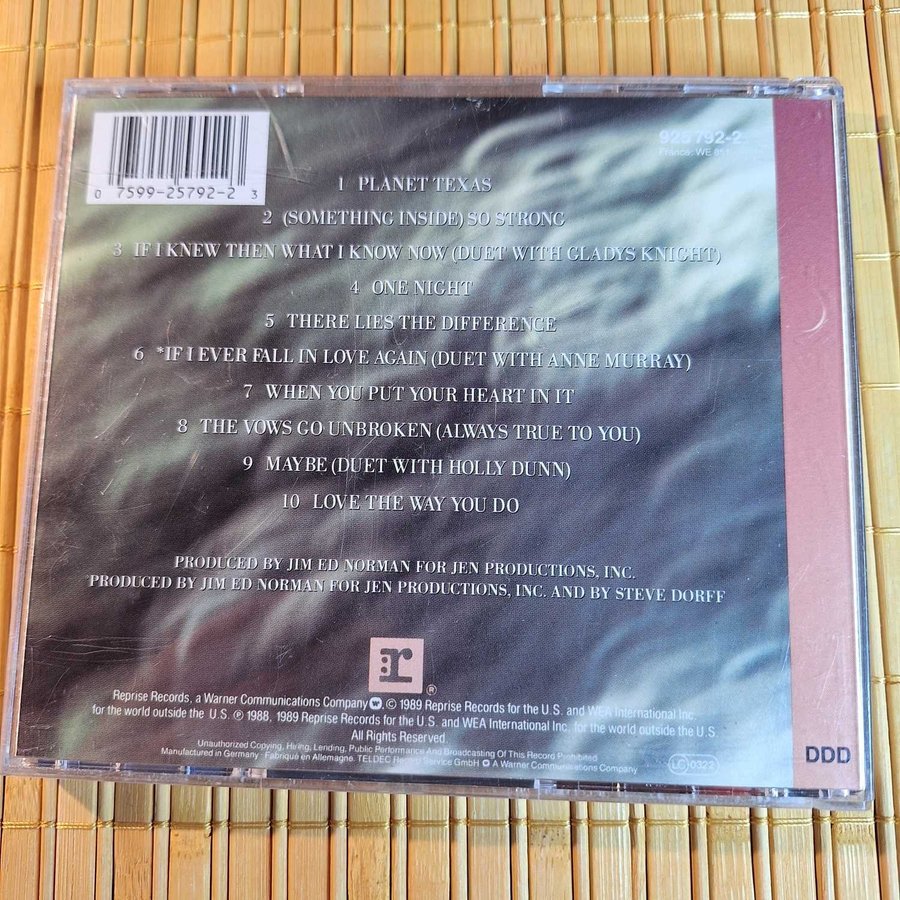 0 7599-25792-2 3
925 792-2
France: WE 851
1 PLANET TEXAS
2 (SOMETHING INSIDE) SO STRONG
3 IF I KNEW THEN WHAT I KNOW NOW (DUET WITH GLADYS KNIGHT)
4 ONE NIGHT
5 THERE LIES THE DIFFERENCE
6 *IF I EVER FALL IN LOVE AGAIN (DUET WITH ANNE MURRAY)
7 WHEN YOU PUT YOUR HEART IN IT
8 THE VOWS GO UNBROKEN (ALWAYS TRUE TO YOU)
9 MAYBE (DUET WITH HOLLY DUNN)
10 LOVE THE WAY YOU DO
PRODUCED BY JIM ED NORMAN FOR JEN PRODUCTIONS, INC.
*PRODUCED BY JIM ED NORMAN FOR JEN PRODUCTIONS, INC. AND BY STEVE DORFF
r ®
Reprise Records, a Warner Communications Company W. © 1989 Reprise Records for the U.S. and WEA International Inc.
for the world outside the U.S. ℗ 1988, 1989 Reprise Records for the U.S. and WEA International Inc. for the world outside the U.S.
All Rights Reserved.
Unauthorized Copying, Hiring, Lending, Public Performance And Broadcasting Of This Record Prohibited.
Manufactured in Germany · Fabriqué en Allemagne. TELDEC Record Service GmbH W A Warner Communications Company
LC 0322
DDD